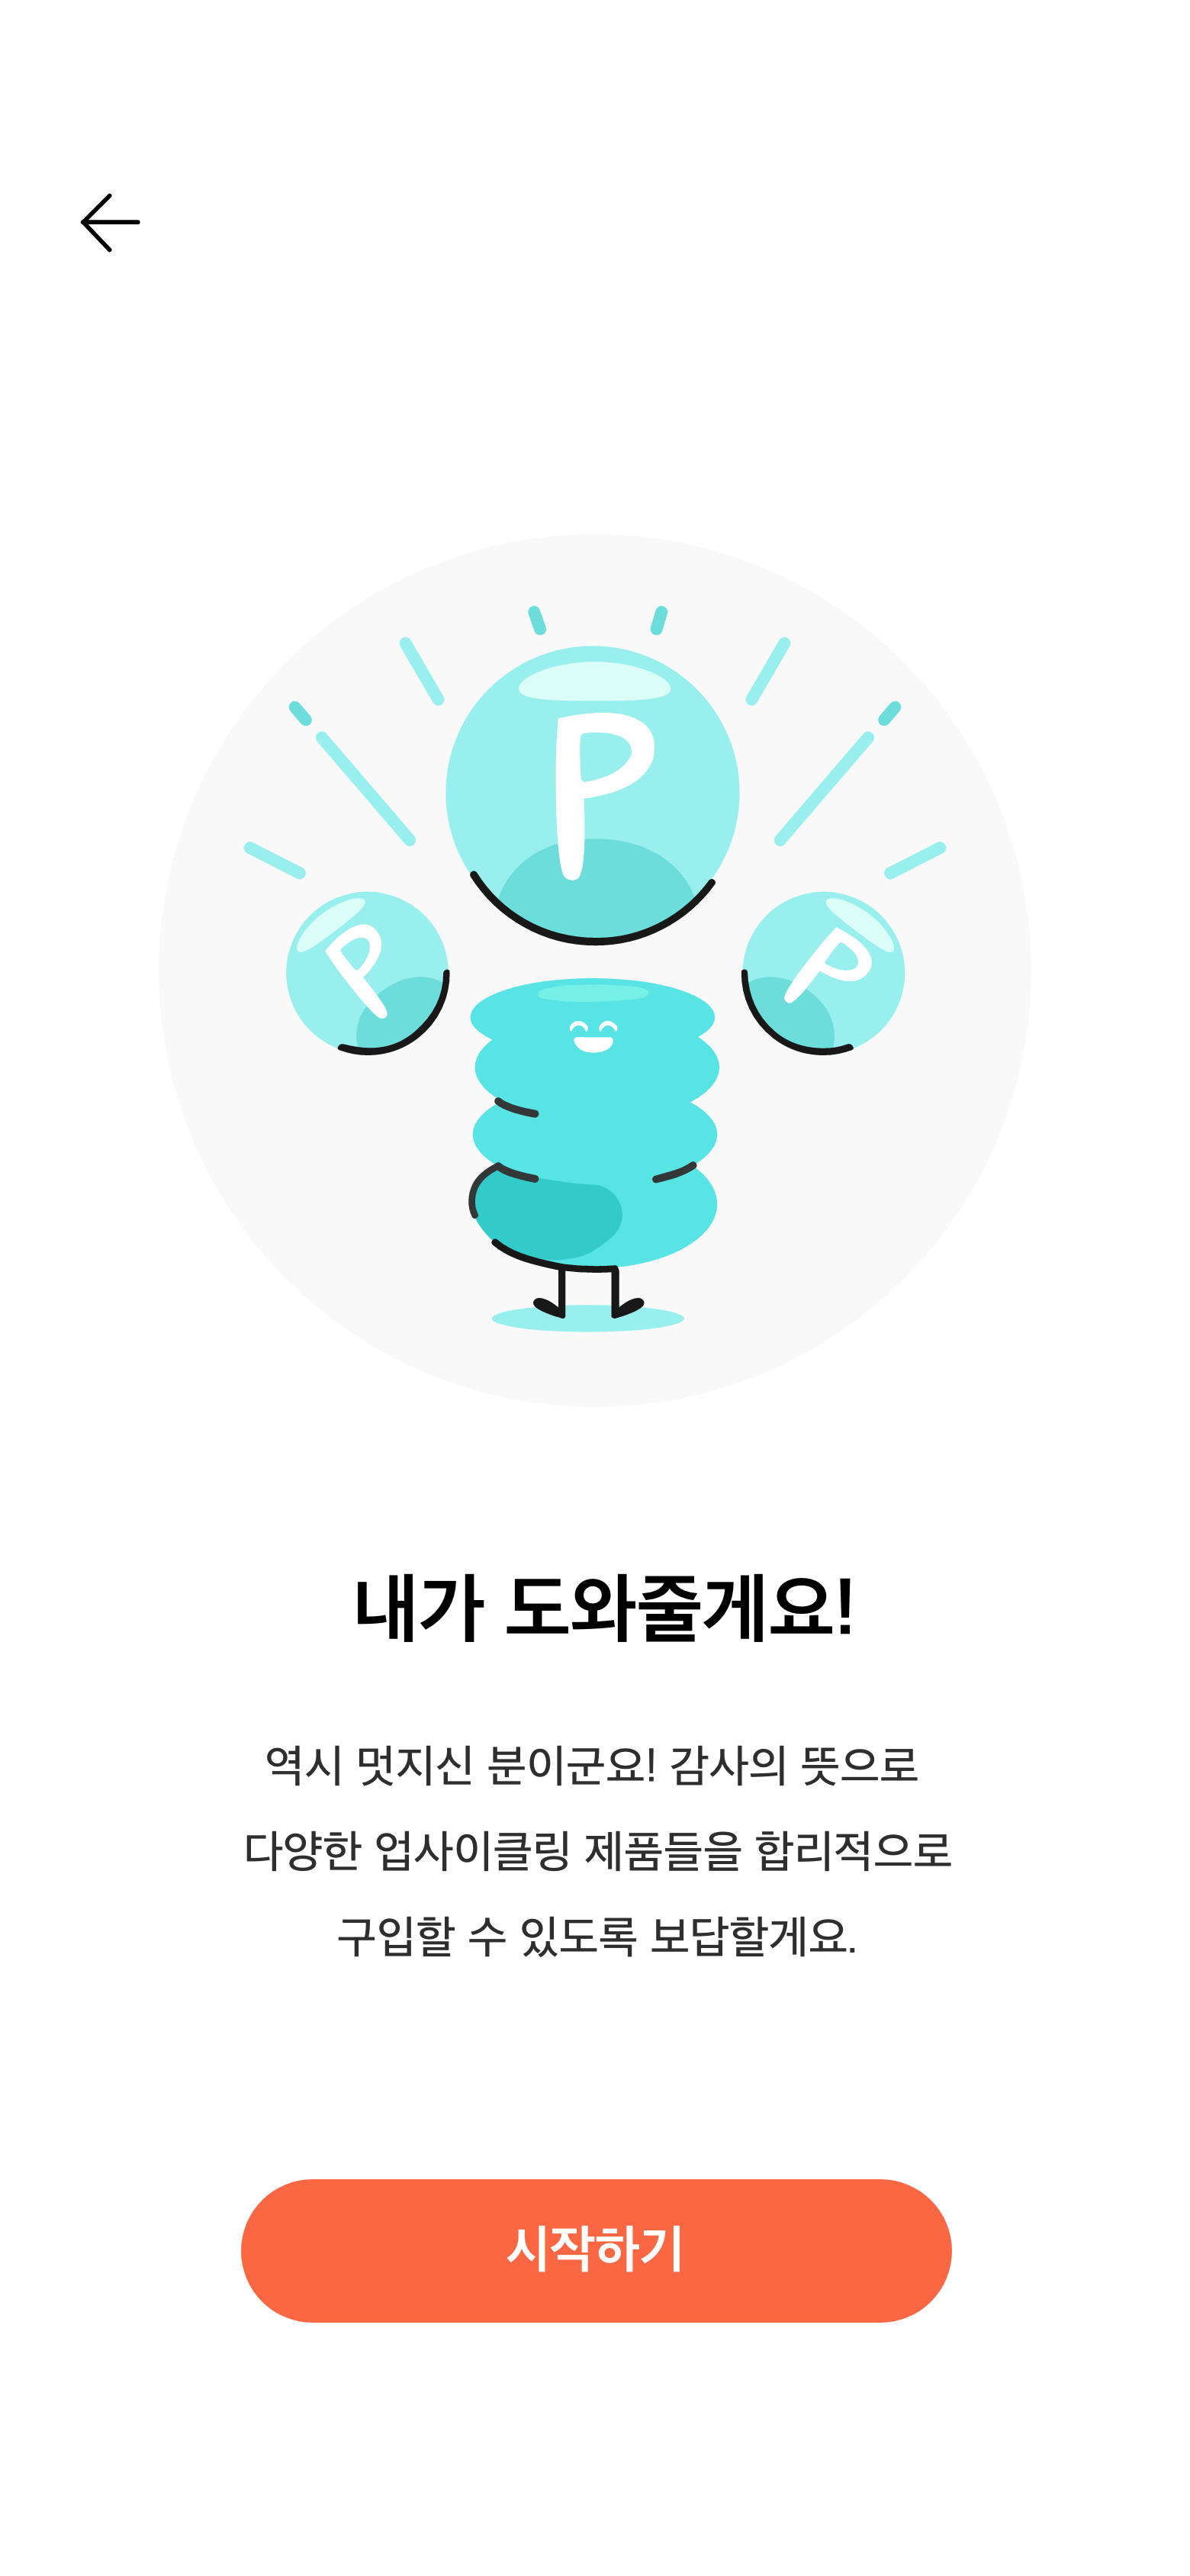 P
P
P
내가 도와줄게요!
역시 멋지신 분이군요! 감사의 뜻으로
다양한 업사이클링 제품들을 합리적으로
구입할 수 있도록 보답할게요.
시작하기